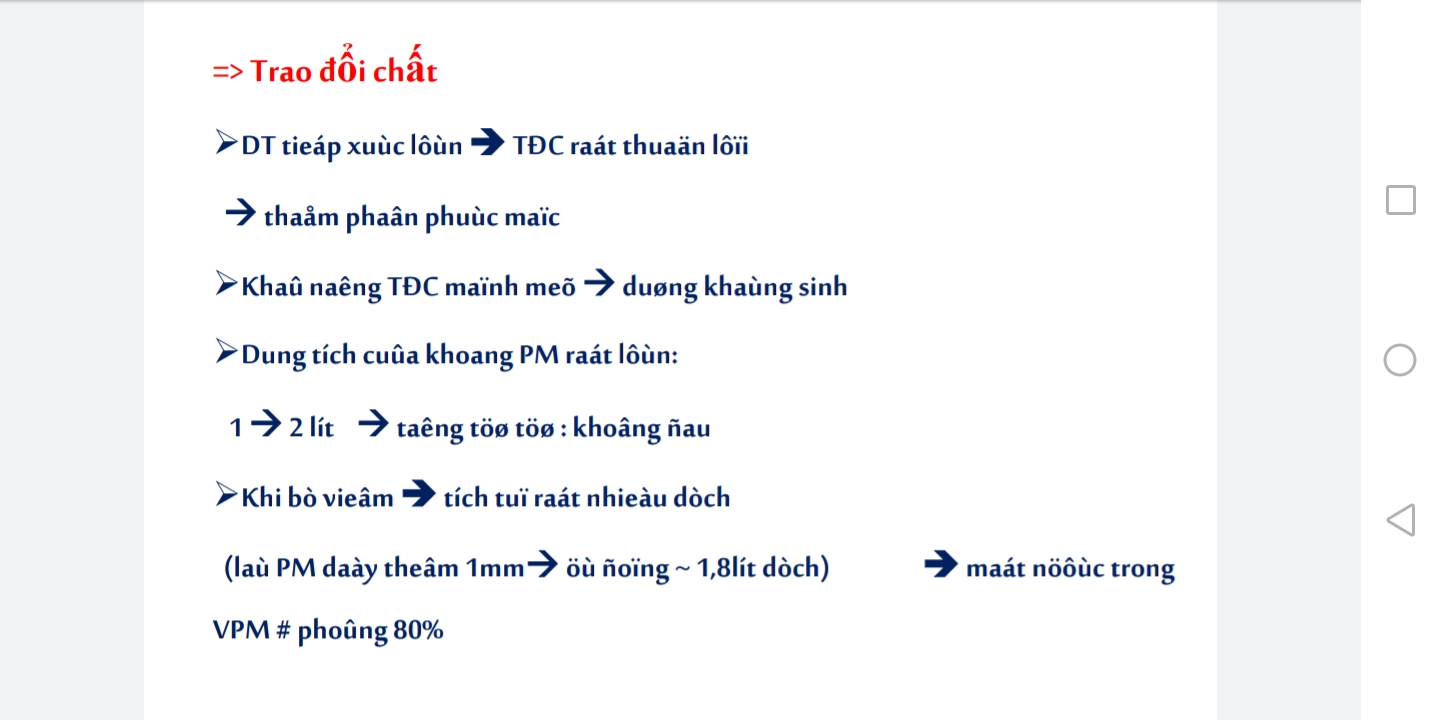 => Trao đổi chất
➢DT tieáp xuùc lôùn ➔ TĐC raát thuaän lôïi
→ thaåm phaân phuùc maïc
➢Khaû naêng TĐC maïnh meõ → duøng khaùng sinh
➢Dung tích cuûa khoang PM raát lôùn:
1 → 2 lít → taêng töø töø : khoâng ñau
➢Khi bò vieâm ➔ tích tuï raát nhieàu dòch
(laù PM daày theâm 1mm→ öù ñoïng ~ 1,8lít dòch) ➔ maát nöôùc trong
VPM # phoûng 80%